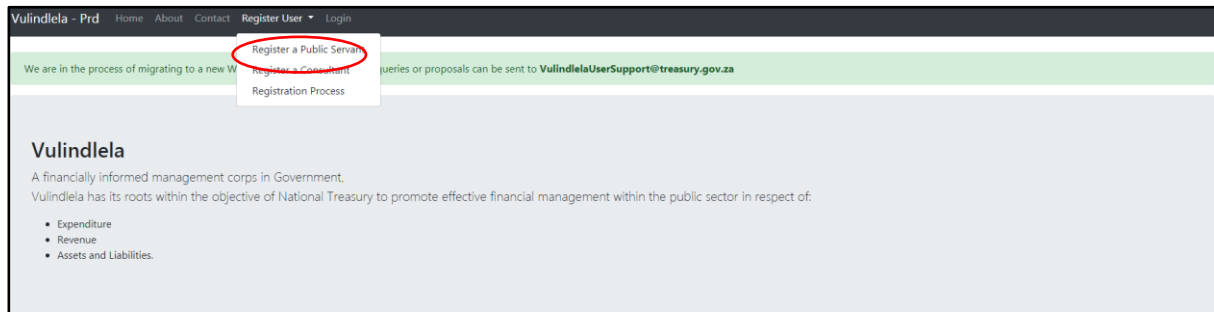 Vulindlela - Prd Home About Contact Register User Login
Register a Public Servant
We are in the process of migrating to a new W queries or proposals can be sent to VulindlelaUserSupport@treasury.gov.za
Register a Consultant
Registration Process
Vulindlela
A financially informed management corps in Government.
Vulindlela has its roots within the objective of National Treasury to promote effective financial management within the public sector in respect of:
• Expenditure
• Revenue
• Assets and Liabilities.